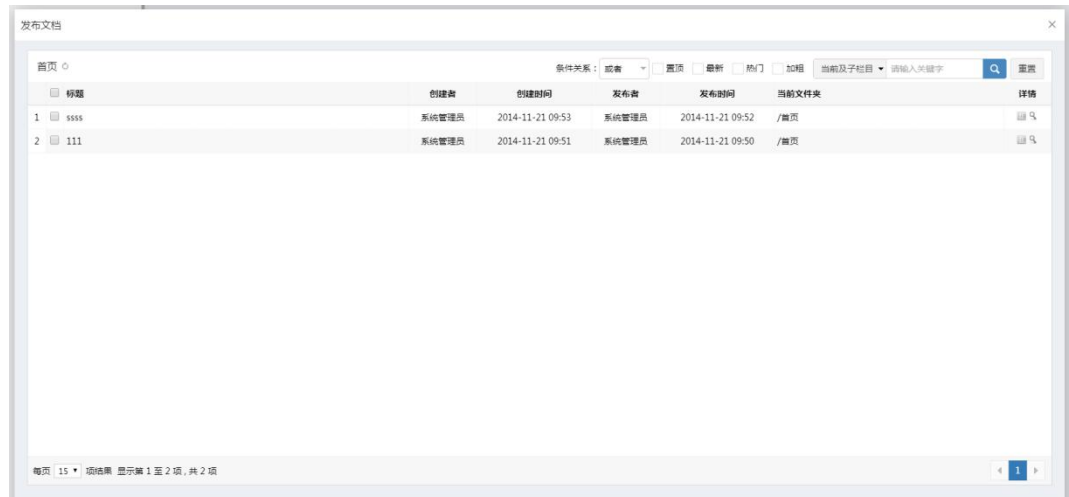 发布文档 ×
首页
条件关系： 或者 置顶 最新 热门 加粗 当前及子栏目 请输入关键字 重置
标题 创建者 创建时间 发布者 发布时间 当前文件夹 详情
1 ssss 系统管理员 2014-11-21 09:53 系统管理员 2014-11-21 09:52 /首页
2 111 系统管理员 2014-11-21 09:51 系统管理员 2014-11-21 09:50 /首页
每页 15 项结果 显示第 1 至 2 项 , 共 2 项 1